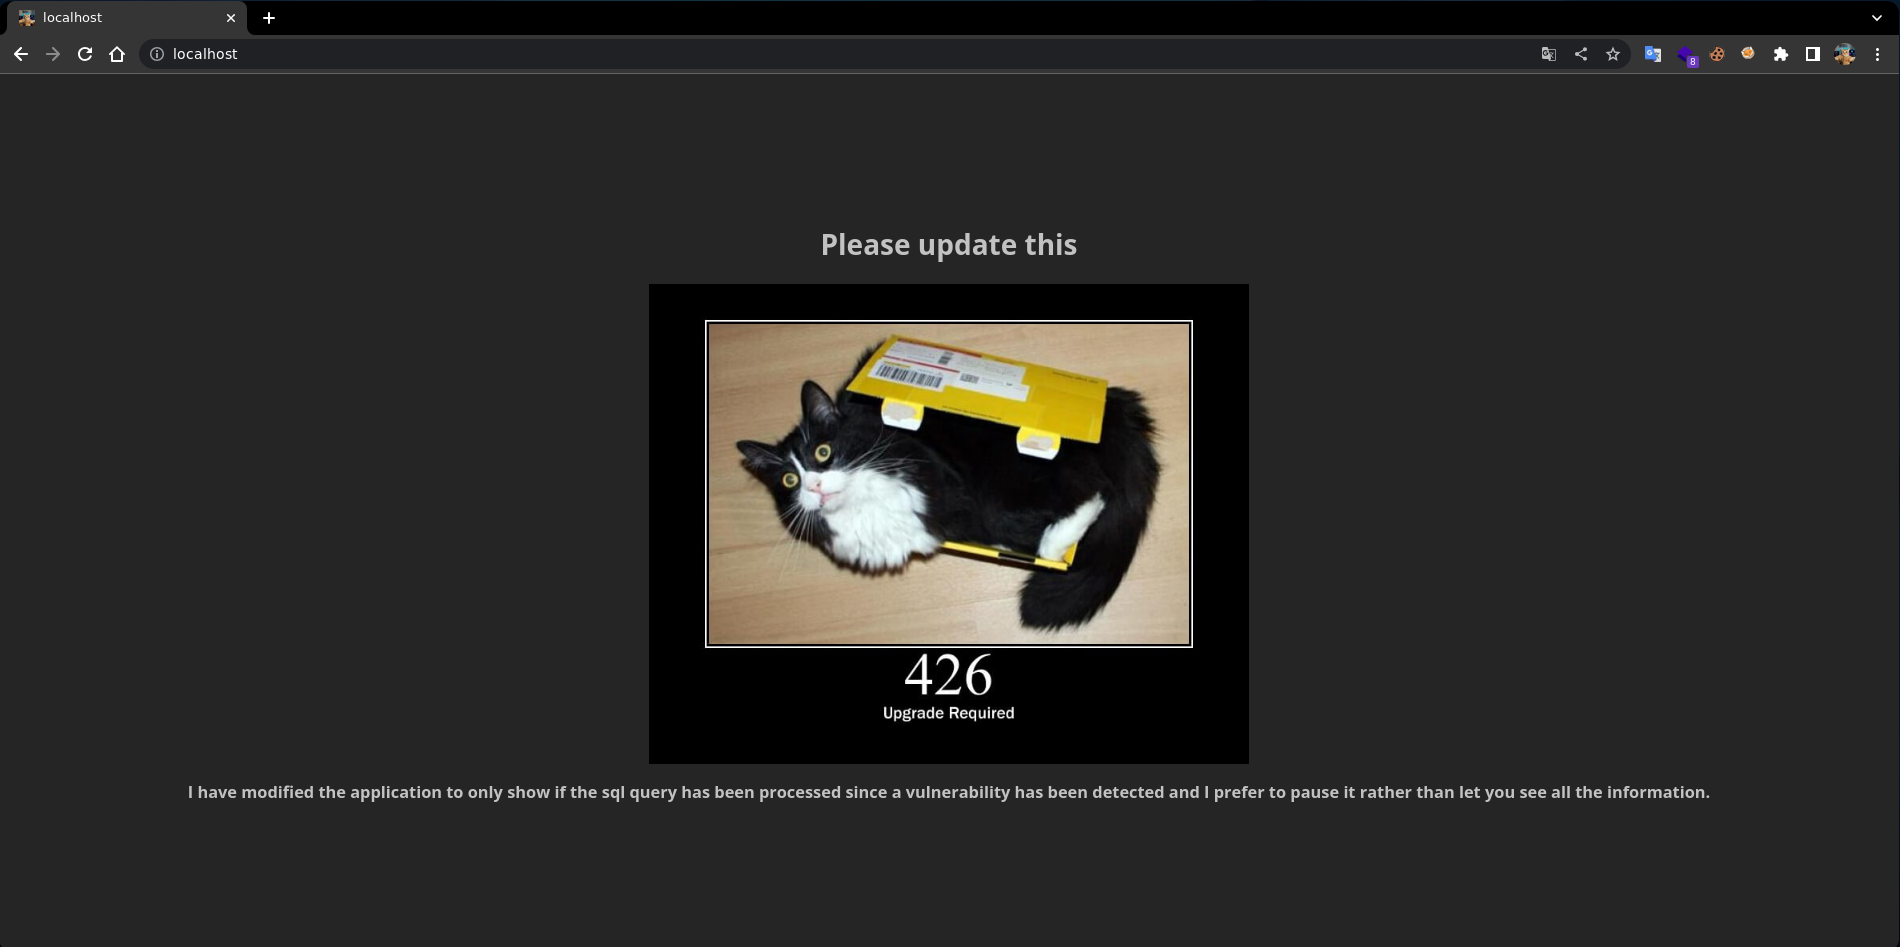 localhost
localhost
8
Please update this
426
Upgrade Required
I have modified the application to only show if the sql query has been processed since a vulnerability has been detected and I prefer to pause it rather than let you see all the information.